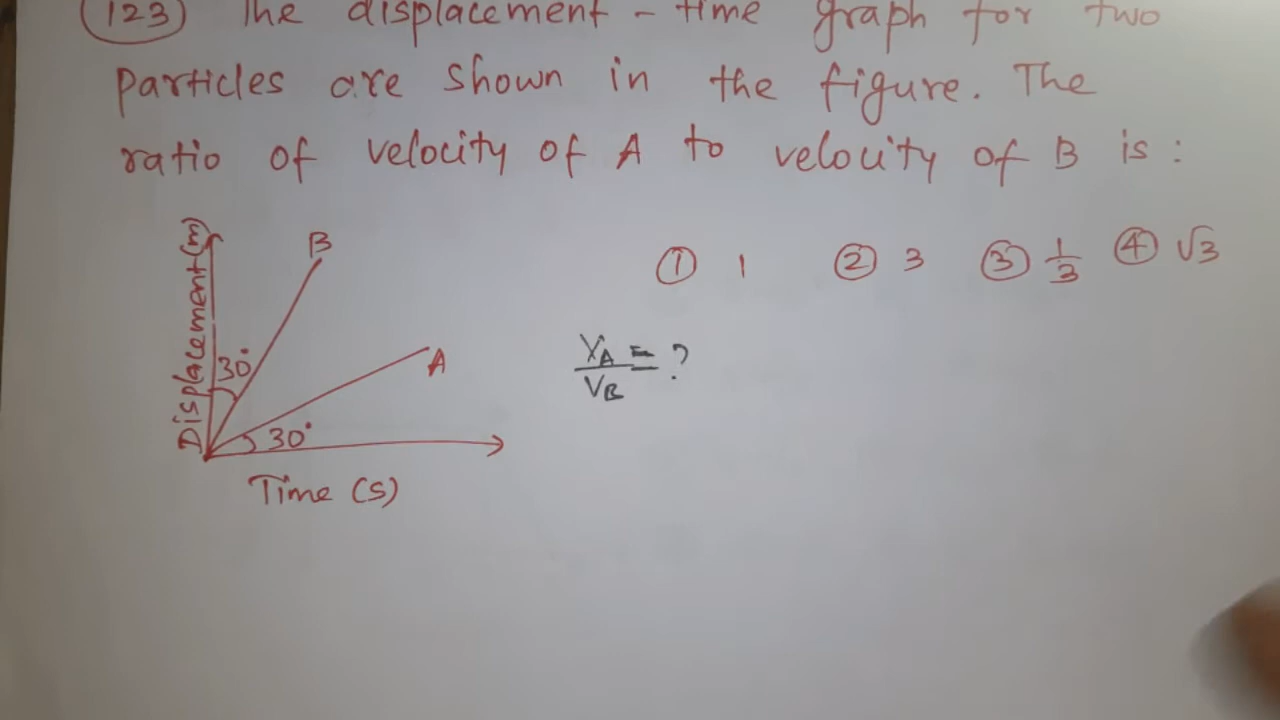 123 The displacement - time graph for two
particles are shown in the figure. The
ratio of velocity of A to velocity of B is :
Displacement (m)
B
① 1 ② 3 ③ 1/3 ④ √3
30°
A
VA/VB = ?
30°
Time (s)